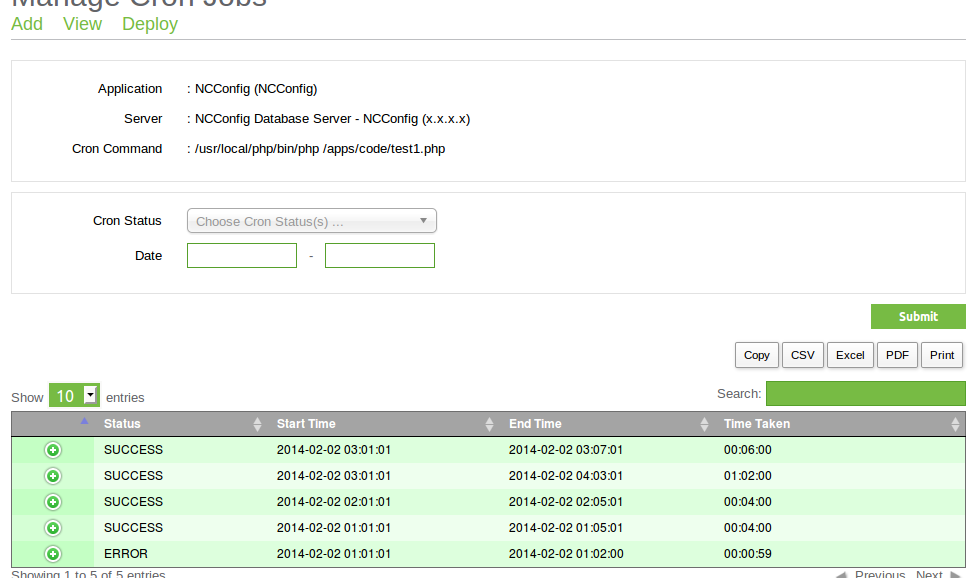 Manage Cron Jobs
Add View Deploy
Application : NCConfig (NCConfig)
Server : NCConfig Database Server - NCConfig (x.x.x.x)
Cron Command : /usr/local/php/bin/php /apps/code/test1.php
Cron Status Choose Cron Status(s) ...
Date -
Submit
Copy CSV Excel PDF Print
Show 10 entries Search:
Status Start Time End Time Time Taken
SUCCESS 2014-02-02 03:01:01 2014-02-02 03:07:01 00:06:00
SUCCESS 2014-02-02 03:01:01 2014-02-02 04:03:01 01:02:00
SUCCESS 2014-02-02 02:01:01 2014-02-02 02:05:01 00:04:00
SUCCESS 2014-02-02 01:01:01 2014-02-02 01:05:01 00:04:00
ERROR 2014-02-02 01:01:01 2014-02-02 01:02:00 00:00:59
Showing 1 to 5 of 5 entries Previous Next